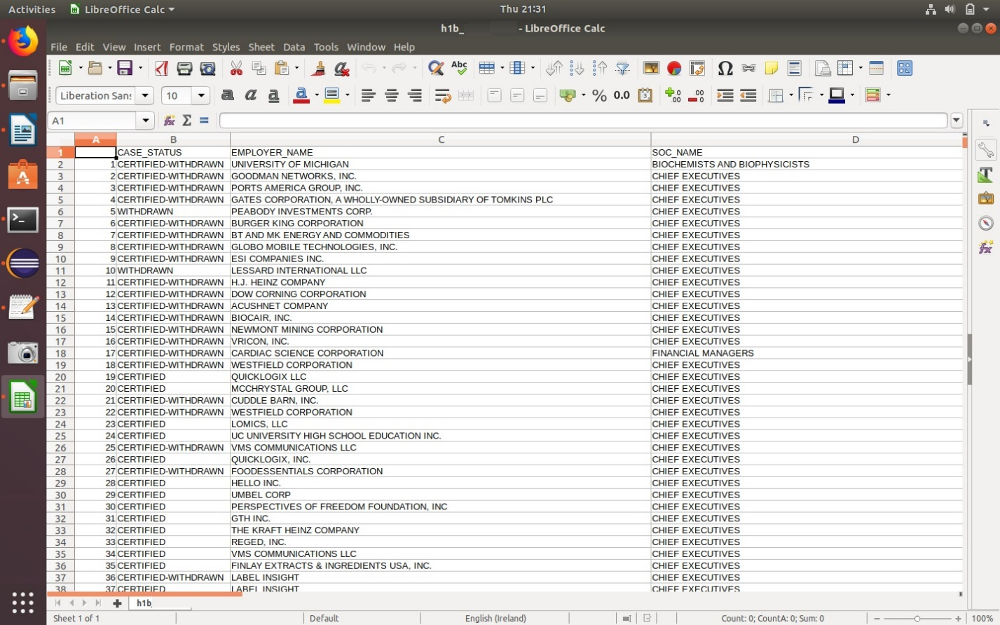 Activities LibreOffice Calc Thu 21:31
h1b_ - LibreOffice Calc
File Edit View Insert Format Styles Sheet Data Tools Window Help
Abc
Liberation Sans 10 a a a a % 0.0
A1
A B C D
1 CASE_STATUS EMPLOYER_NAME SOC_NAME
2 1 CERTIFIED-WITHDRAWN UNIVERSITY OF MICHIGAN BIOCHEMISTS AND BIOPHYSICISTS
3 2 CERTIFIED-WITHDRAWN GOODMAN NETWORKS, INC. CHIEF EXECUTIVES
4 3 CERTIFIED-WITHDRAWN PORTS AMERICA GROUP, INC. CHIEF EXECUTIVES
5 4 CERTIFIED-WITHDRAWN GATES CORPORATION, A WHOLLY-OWNED SUBSIDIARY OF TOMKINS PLC CHIEF EXECUTIVES
6 5 WITHDRAWN PEABODY INVESTMENTS CORP. CHIEF EXECUTIVES
7 6 CERTIFIED-WITHDRAWN BURGER KING CORPORATION CHIEF EXECUTIVES
8 7 CERTIFIED-WITHDRAWN BT AND MK ENERGY AND COMMODITIES CHIEF EXECUTIVES
9 8 CERTIFIED-WITHDRAWN GLOBO MOBILE TECHNOLOGIES, INC. CHIEF EXECUTIVES
10 9 CERTIFIED-WITHDRAWN ESI COMPANIES INC. CHIEF EXECUTIVES
11 10 WITHDRAWN LESSARD INTERNATIONAL LLC CHIEF EXECUTIVES
12 11 CERTIFIED-WITHDRAWN H.J. HEINZ COMPANY CHIEF EXECUTIVES
13 12 CERTIFIED-WITHDRAWN DOW CORNING CORPORATION CHIEF EXECUTIVES
14 13 CERTIFIED-WITHDRAWN ACUSHNET COMPANY CHIEF EXECUTIVES
15 14 CERTIFIED-WITHDRAWN BIOCAIR, INC. CHIEF EXECUTIVES
16 15 CERTIFIED-WITHDRAWN NEWMONT MINING CORPORATION CHIEF EXECUTIVES
17 16 CERTIFIED-WITHDRAWN VRICON, INC. CHIEF EXECUTIVES
18 17 CERTIFIED-WITHDRAWN CARDIAC SCIENCE CORPORATION FINANCIAL MANAGERS
19 18 CERTIFIED-WITHDRAWN WESTFIELD CORPORATION CHIEF EXECUTIVES
20 19 CERTIFIED QUICKLOGIX LLC CHIEF EXECUTIVES
21 20 CERTIFIED MCCHRYSTAL GROUP, LLC CHIEF EXECUTIVES
22 21 CERTIFIED-WITHDRAWN CUDDLE BARN, INC. CHIEF EXECUTIVES
23 22 CERTIFIED-WITHDRAWN WESTFIELD CORPORATION CHIEF EXECUTIVES
24 23 CERTIFIED LOMICS, LLC CHIEF EXECUTIVES
25 24 CERTIFIED UC UNIVERSITY HIGH SCHOOL EDUCATION INC. CHIEF EXECUTIVES
26 25 CERTIFIED-WITHDRAWN VMS COMMUNICATIONS LLC CHIEF EXECUTIVES
27 26 CERTIFIED QUICKLOGIX, INC. CHIEF EXECUTIVES
28 27 CERTIFIED-WITHDRAWN FOODESSENTIALS CORPORATION CHIEF EXECUTIVES
29 28 CERTIFIED HELLO INC. CHIEF EXECUTIVES
30 29 CERTIFIED UMBEL CORP CHIEF EXECUTIVES
31 30 CERTIFIED PERSPECTIVES OF FREEDOM FOUNDATION, INC CHIEF EXECUTIVES
32 31 CERTIFIED GTH INC. CHIEF EXECUTIVES
33 32 CERTIFIED THE KRAFT HEINZ COMPANY CHIEF EXECUTIVES
34 33 CERTIFIED REGED, INC. CHIEF EXECUTIVES
35 34 CERTIFIED VMS COMMUNICATIONS LLC CHIEF EXECUTIVES
36 35 CERTIFIED FINLAY EXTRACTS & INGREDIENTS USA, INC. CHIEF EXECUTIVES
37 36 CERTIFIED-WITHDRAWN LABEL INSIGHT CHIEF EXECUTIVES
38 37 CERTIFIED LABEL INSIGHT CHIEF EXECUTIVES
h1b_
Sheet 1 of 1 Default English (Ireland) Count: 0; CountA: 0; Sum: 0 100%